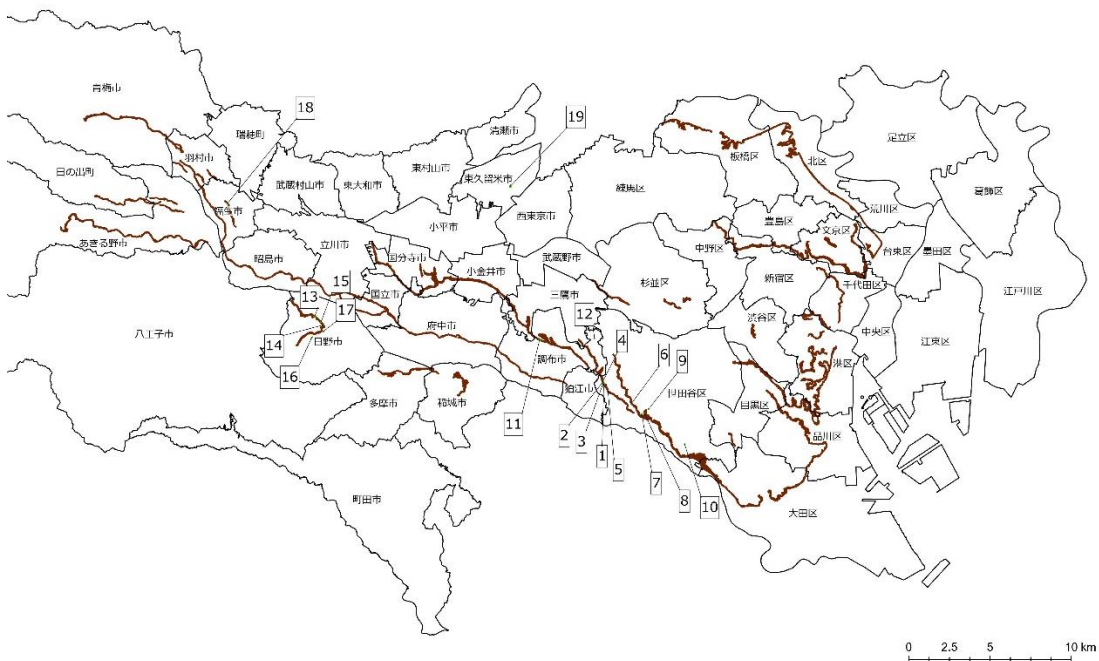 青梅市
18
19
足立区
羽村市
瑞穂町
清瀬市
板橋区
北区
日の出町
武蔵村山市
東大和市
東村山市
東久留米市
葛飾区
練馬区
福生市
西東京市
荒川区
小平市
豊島区
文京区
台東区
墨田区
あきる野市
立川市
中野区
昭島市
国分寺市
小金井市
武蔵野市
新宿区
千代田区
15
杉並区
江戸川区
国立市
三鷹市
13
17
12
渋谷区
中央区
府中市
八王子市
日野市
14
4
6
9
江東区
調布市
港区
16
狛江市
世田谷区
目黒区
多摩市
稲城市
11
2
3
1
5
7
8
10
品川区
町田市
大田区
0 2.5 5 10 km